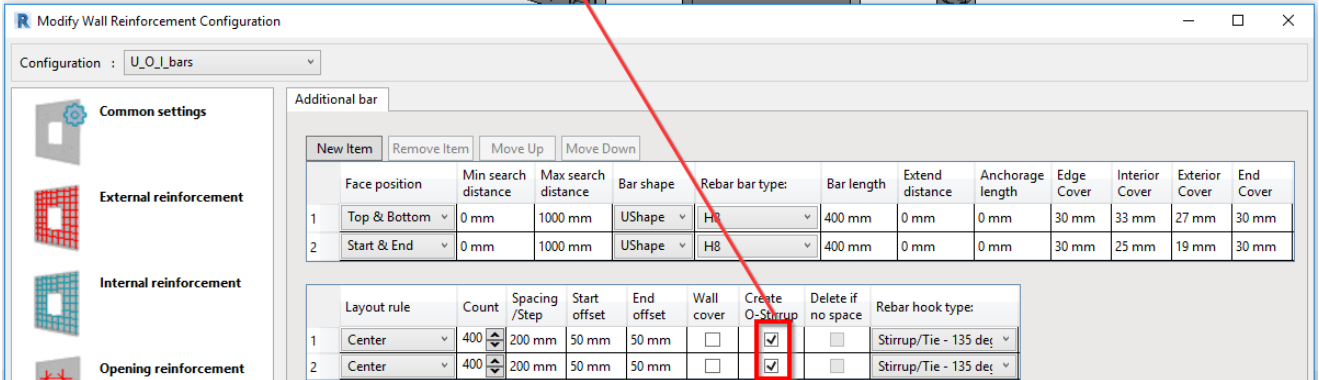 R Modify Wall Reinforcement Configuration
Configuration : U_O_I_bars
Common settings
External reinforcement
Internal reinforcement
Opening reinforcement
Additional bar
New Item Remove Item Move Up Move Down
Face position Min search distance Max search distance Bar shape Rebar bar type: Bar length Extend distance Anchorage length Edge Cover Interior Cover Exterior Cover End Cover
1 Top & Bottom 0 mm 1000 mm UShape H8 400 mm 0 mm 0 mm 30 mm 33 mm 27 mm 30 mm
2 Start & End 0 mm 1000 mm UShape H8 400 mm 0 mm 0 mm 30 mm 25 mm 19 mm 30 mm
Layout rule Count Spacing /Step Start offset End offset Wall cover Create O-Stirrup Delete if no space Rebar hook type:
1 Center 400 200 mm 50 mm 50 mm Stirrup/Tie - 135 deg
2 Center 400 200 mm 50 mm 50 mm Stirrup/Tie - 135 deg